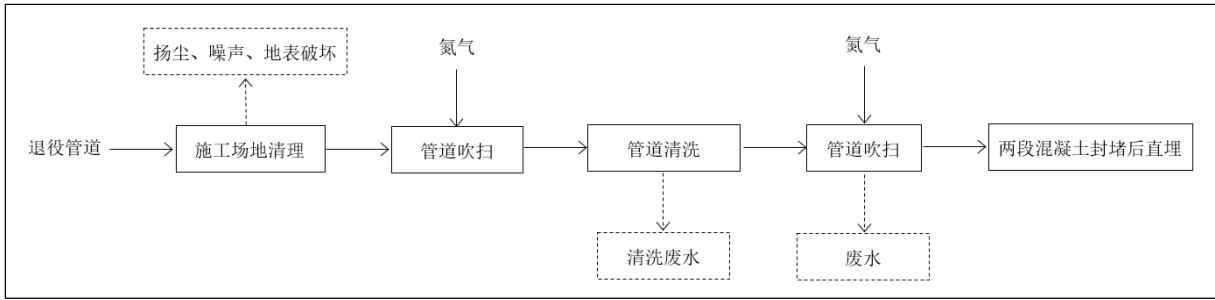 扬尘、噪声、地表破坏
氮气
氮气
退役管道
施工场地清理
管道吹扫
管道清洗
管道吹扫
两段混凝土封堵后直埋
清洗废水
废水